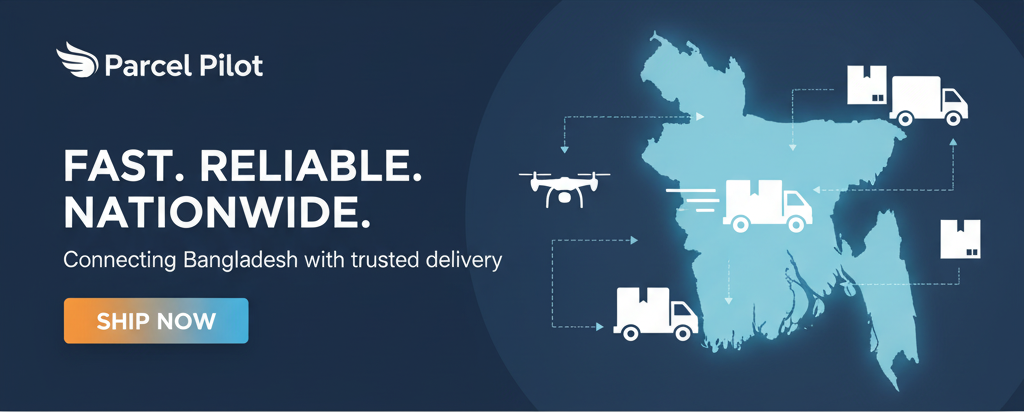 Parcel Pilot
FAST. RELIABLE.
NATIONWIDE.
Connecting Bangladesh with trusted delivery
SHIP NOW